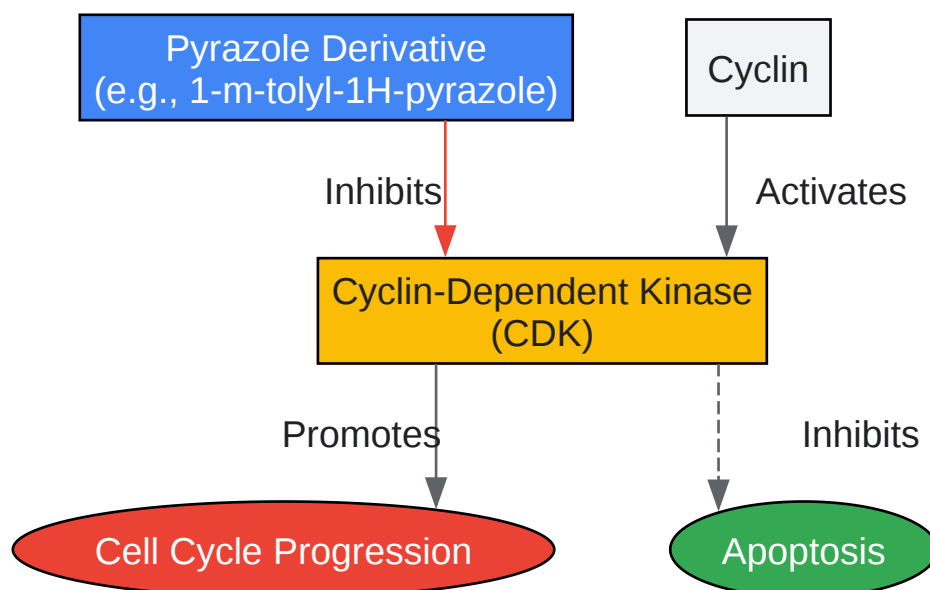 Pyrazole Derivative
(e.g., 1-m-tolyl-1H-pyrazole)
Cyclin
Inhibits
Activates
Cyclin-Dependent Kinase
(CDK)
Promotes
Inhibits
Cell Cycle Progression
Apoptosis